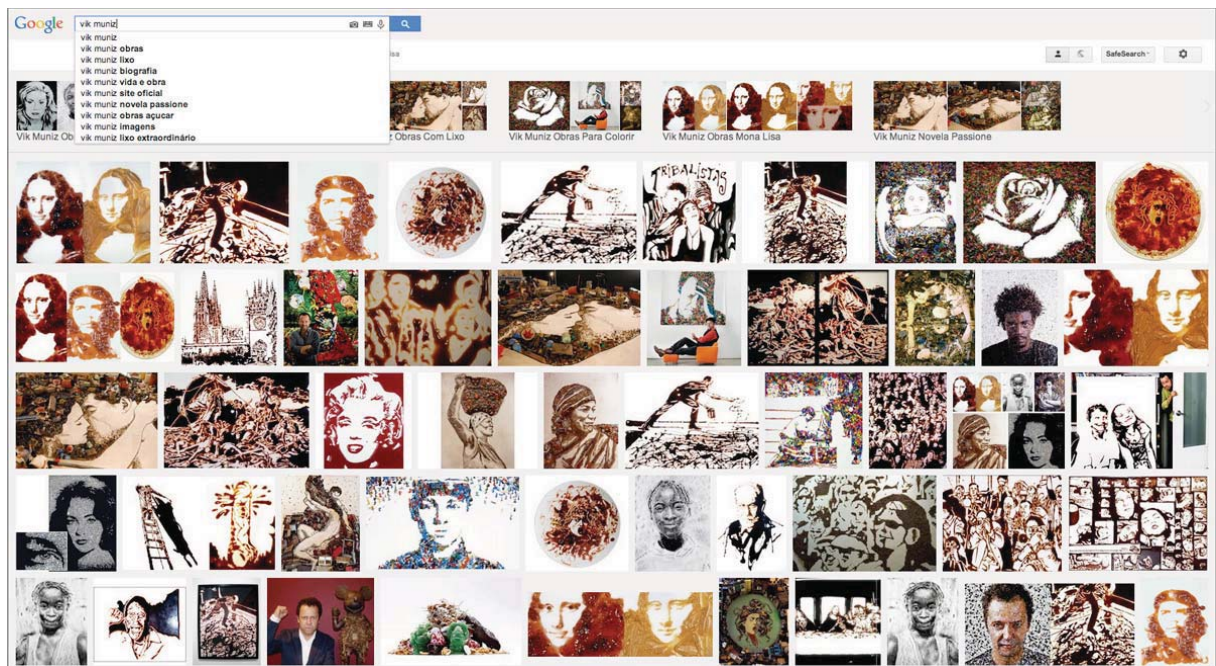 Google
vik muniz
vik muniz
vik muniz obras
vik muniz lixo
vik muniz biografia
vik muniz vida e obra
vik muniz site oficial
vik muniz novela passione
vik muniz obras açucar
vik muniz imagens
vik muniz lixo extraordinário
SafeSearch
Vik Muniz Ob
Obras Com Lixo
Vik Muniz Obras Para Colorir
Vik Muniz Obras Mona Lisa
Vik Muniz Novela Passione
TRIBALISTAS